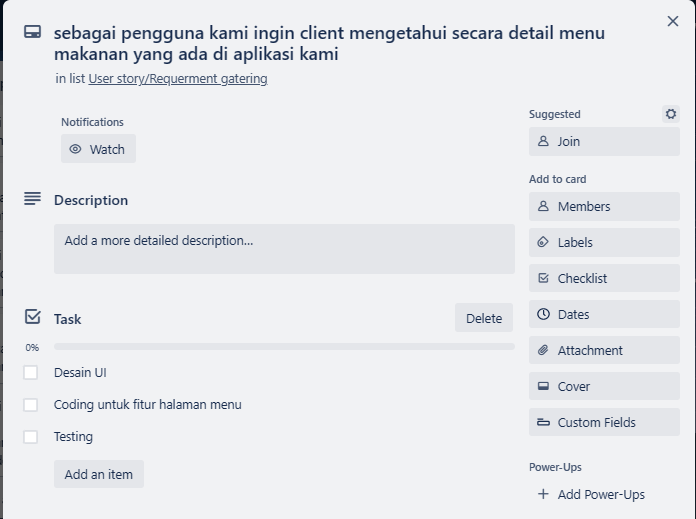 sebagai pengguna kami ingin client mengetahui secara detail menu
makanan yang ada di aplikasi kami
in list User story/Requerment gatering
Notifications
Watch
Description
Add a more detailed description...
Task
Delete
0%
Desain UI
Coding untuk fitur halaman menu
Testing
Add an item
Suggested
Join
Add to card
Members
Labels
Checklist
Dates
Attachment
Cover
Custom Fields
Power-Ups
Add Power-Ups